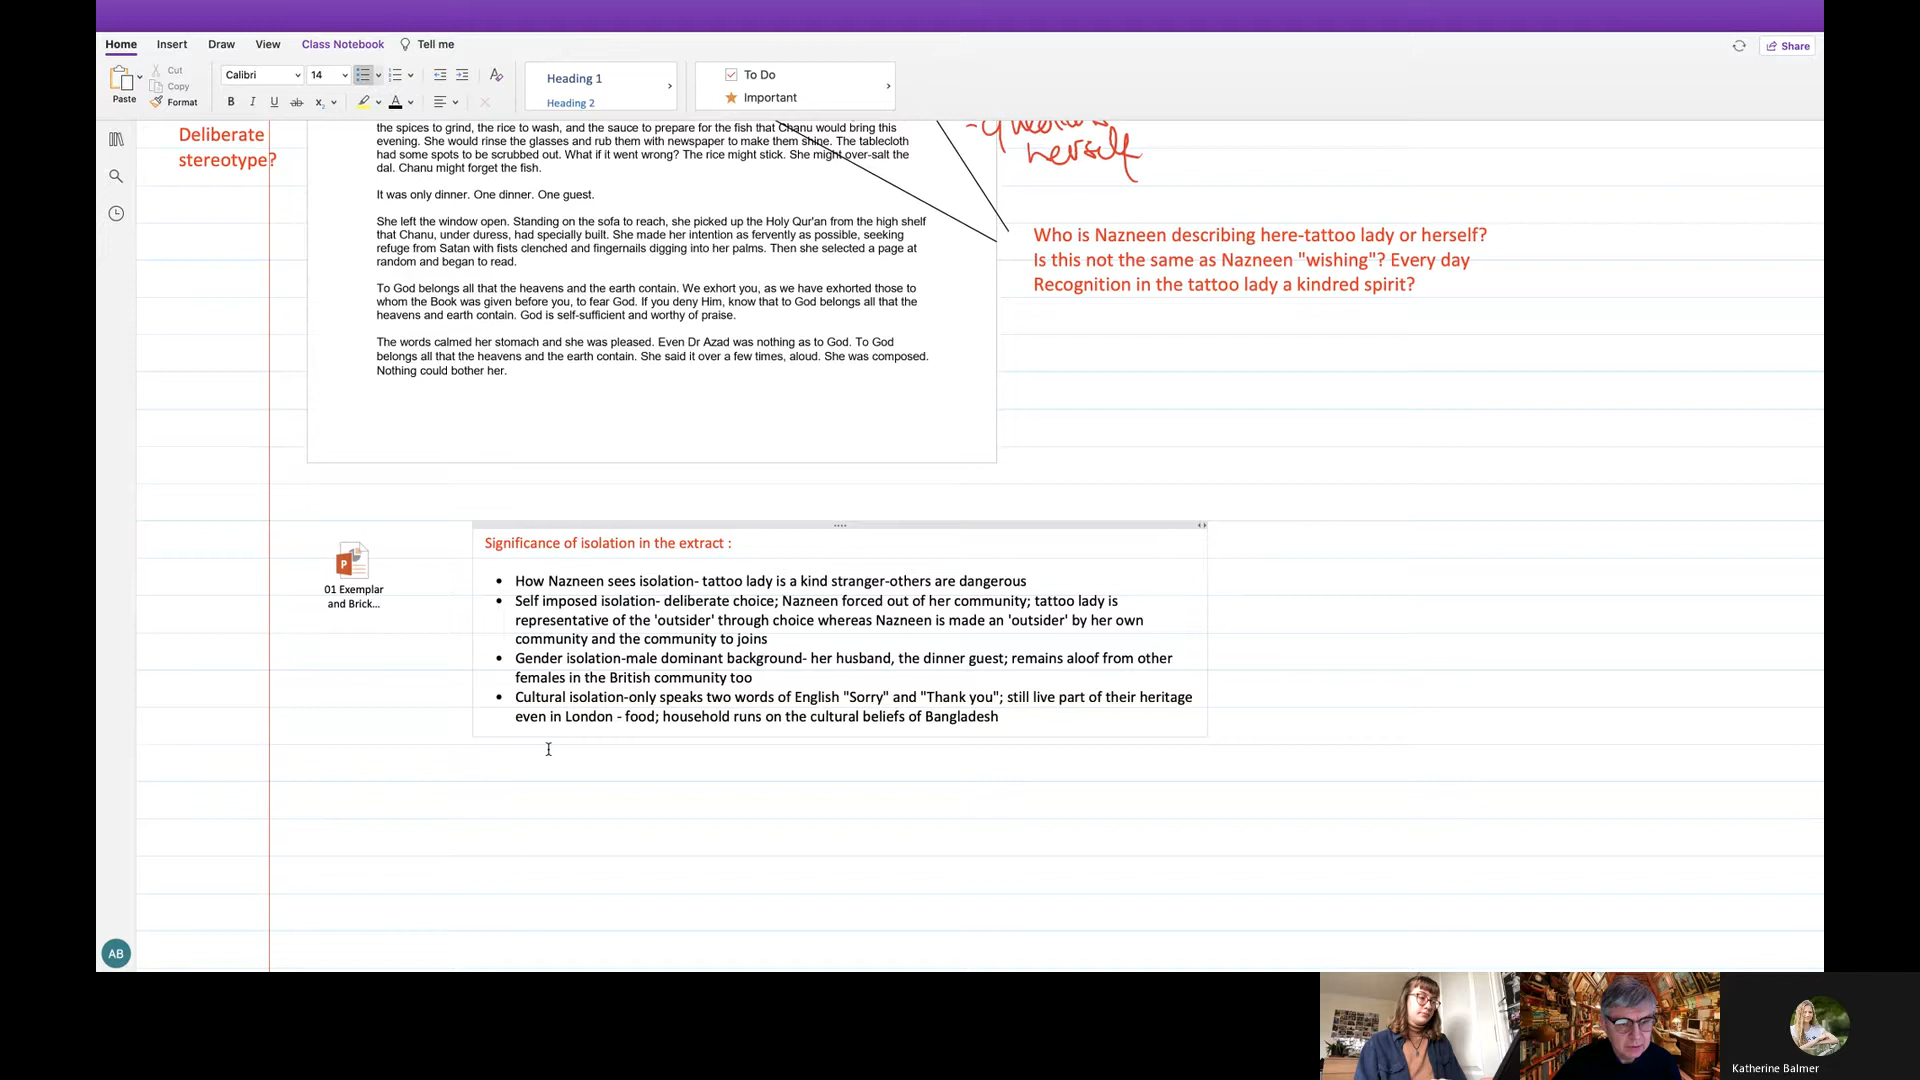 Home Insert Draw View Class Notebook Tell me
Share
Paste
Cut
Copy
Format
Calibri 14
B I U ab x₂ A
Heading 1
Heading 2
To Do
Important
Deliberate
stereotype?
the spices to grind, the rice to wash, and the sauce to prepare for the fish that Chanu would bring this
evening. She would rinse the glasses and rub them with newspaper to make them shine. The tablecloth
had some spots to be scrubbed out. What if it went wrong? The rice might stick. She might over-salt the
dal. Chanu might forget the fish.
It was only dinner. One dinner. One guest.
She left the window open. Standing on the sofa to reach, she picked up the Holy Qur'an from the high shelf
that Chanu, under duress, had specially built. She made her intention as fervently as possible, seeking
refuge from Satan with fists clenched and fingernails digging into her palms. Then she selected a page at
random and began to read.
To God belongs all that the heavens and the earth contain. We exhort you, as we have exhorted those to
whom the Book was given before you, to fear God. If you deny Him, know that to God belongs all that the
heavens and earth contain. God is self-sufficient and worthy of praise.
The words calmed her stomach and she was pleased. Even Dr Azad was nothing as to God. To God
belongs all that the heavens and the earth contain. She said it over a few times, aloud. She was composed.
Nothing could bother her.
herself
Who is Nazneen describing here-tattoo lady or herself?
Is this not the same as Nazneen "wishing"? Every day
Recognition in the tattoo lady a kindred spirit?
P
01 Exemplar
and Brick...
Significance of isolation in the extract :
• How Nazneen sees isolation- tattoo lady is a kind stranger-others are dangerous
• Self imposed isolation- deliberate choice; Nazneen forced out of her community; tattoo lady is
representative of the 'outsider' through choice whereas Nazneen is made an 'outsider' by her own
community and the community to joins
• Gender isolation-male dominant background- her husband, the dinner guest; remains aloof from other
females in the British community too
• Cultural isolation-only speaks two words of English "Sorry" and "Thank you"; still live part of their heritage
even in London - food; household runs on the cultural beliefs of Bangladesh
AB
Katherine Balmer